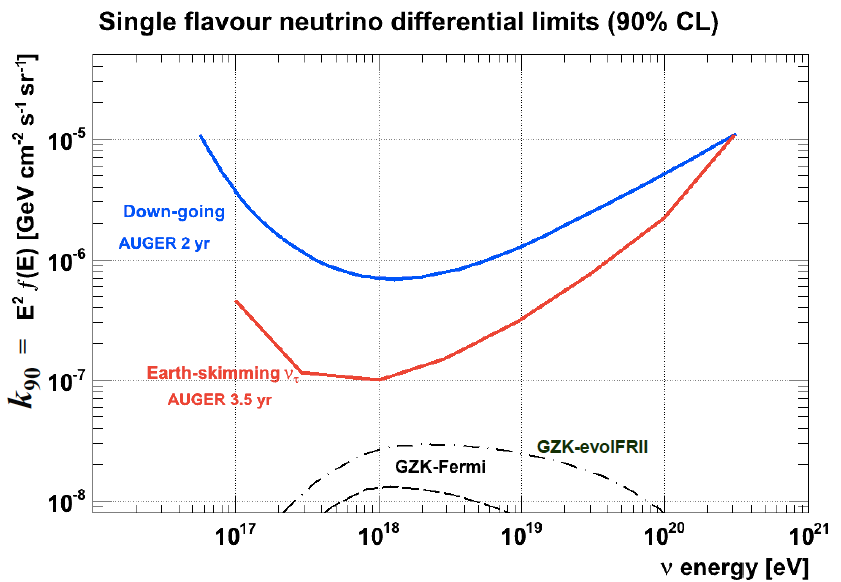 Single flavour neutrino differential limits (90% CL)
k₉₀ = E² f(E) [GeV cm⁻² s⁻¹ sr⁻¹]
10⁻⁵
Down-going
AUGER 2 yr
10⁻⁶
Earth-skimming ντ
10⁻⁷
AUGER 3.5 yr
GZK-evolFRII
GZK-Fermi
10⁻⁸
10¹⁷ 10¹⁸ 10¹⁹ 10²⁰ 10²¹
ν energy [eV]